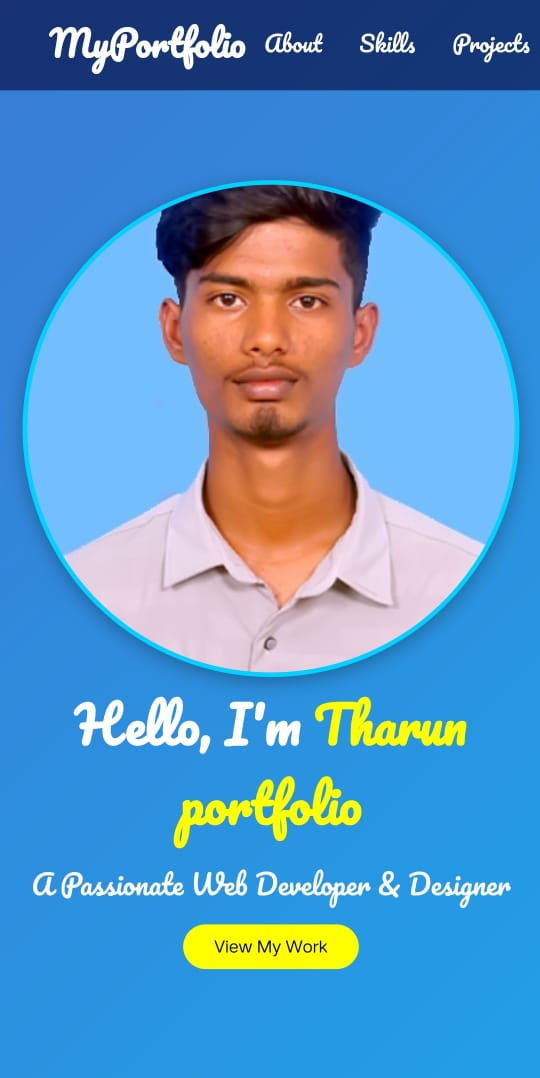 MyPortfolio About Skills Projects
Hello, I'm Tharun
portfolio
A Passionate Web Developer & Designer
View My Work